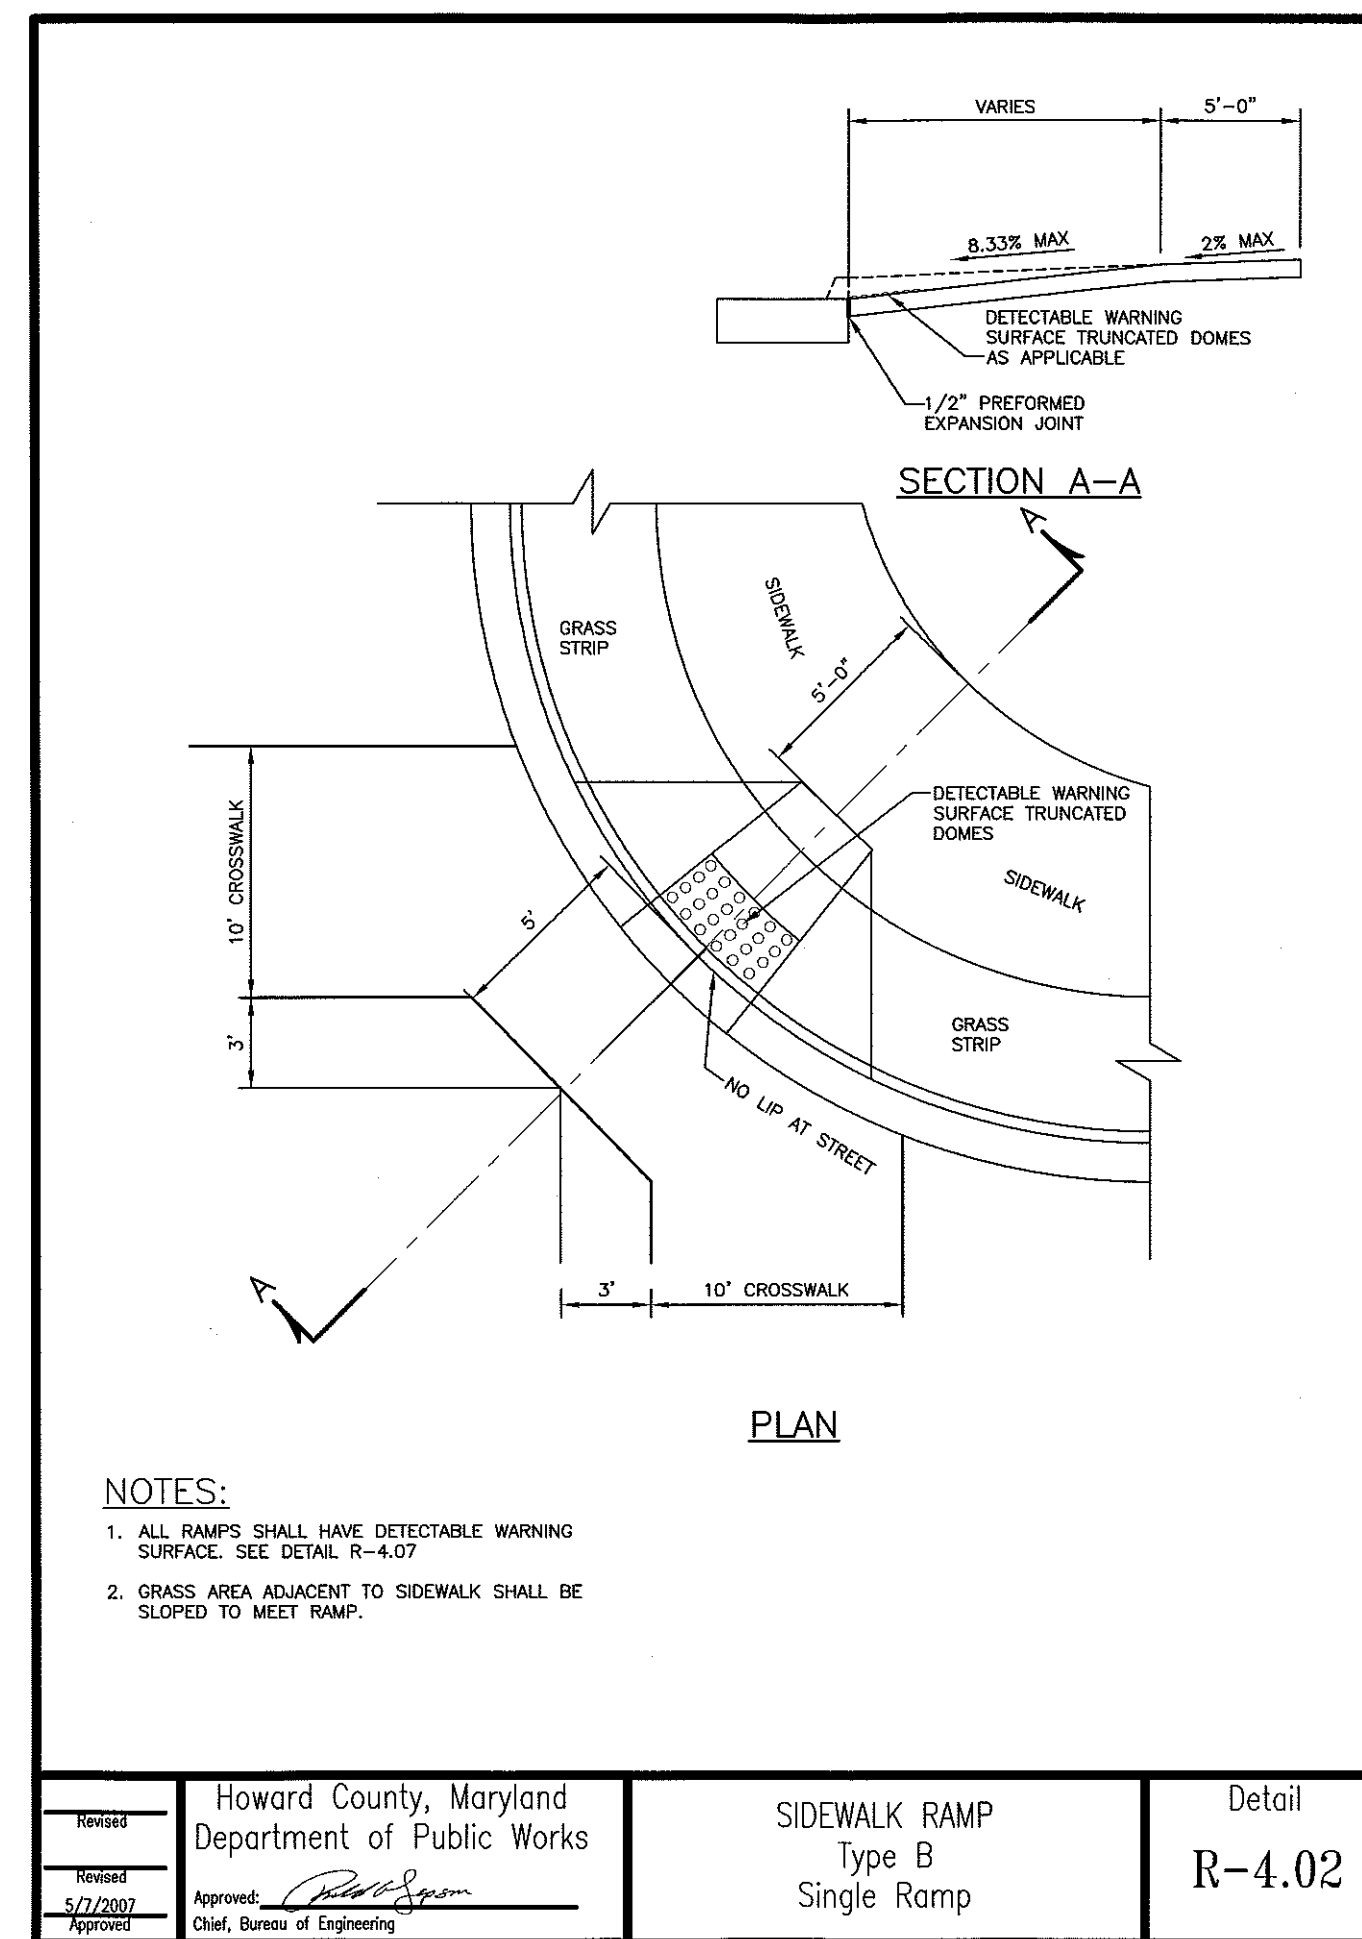 VARIES
5'-0"
8.33% MAX
2% MAX
DETECTABLE WARNING
SURFACE TRUNCATED DOMES
AS APPLICABLE
1/2" PREFORMED
EXPANSION JOINT
SECTION A-A
A
SIDEWALK
GRASS
STRIP
5'-0"
10' CROSSWALK
DETECTABLE WARNING
SURFACE TRUNCATED
DOMES
SIDEWALK
5'
3'
GRASS
STRIP
NO LIP AT STREET
A
3'
10' CROSSWALK
PLAN
NOTES:
1. ALL RAMPS SHALL HAVE DETECTABLE WARNING
SURFACE. SEE DETAIL R-4.07
2. GRASS AREA ADJACENT TO SIDEWALK SHALL BE
SLOPED TO MEET RAMP.
Revised
Revised
5/7/2007
Approved
Howard County, Maryland
Department of Public Works
Approved:
Chief, Bureau of Engineering
SIDEWALK RAMP
Type B
Single Ramp
Detail
R-4.02